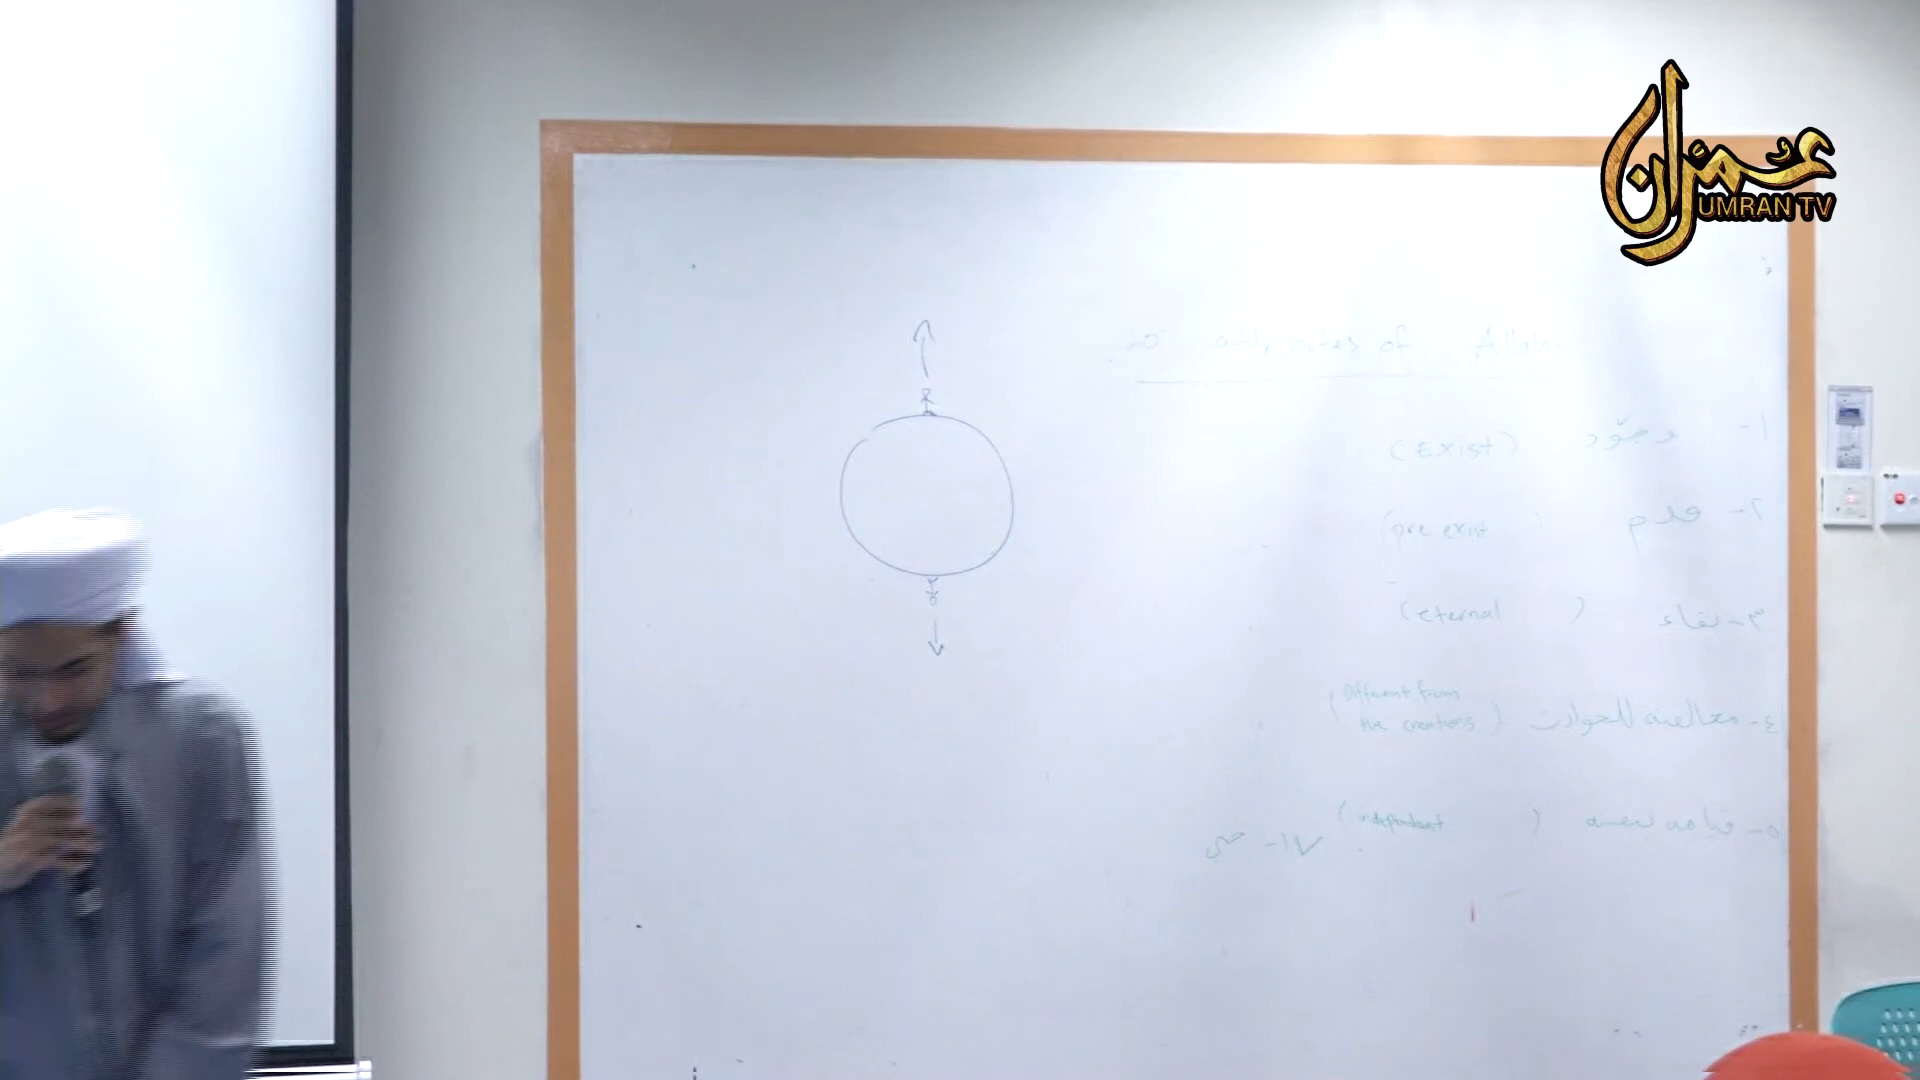 عمران
UMRAN TV
20 attributes of Allah
١- وجود (Exist)
٢- قدم (pre exist)
٣- بقاء (eternal)
٤- مخالفته للحوادث (Different from
the creations)
٥- قيامه بنفسه (independent)
١٧- حي